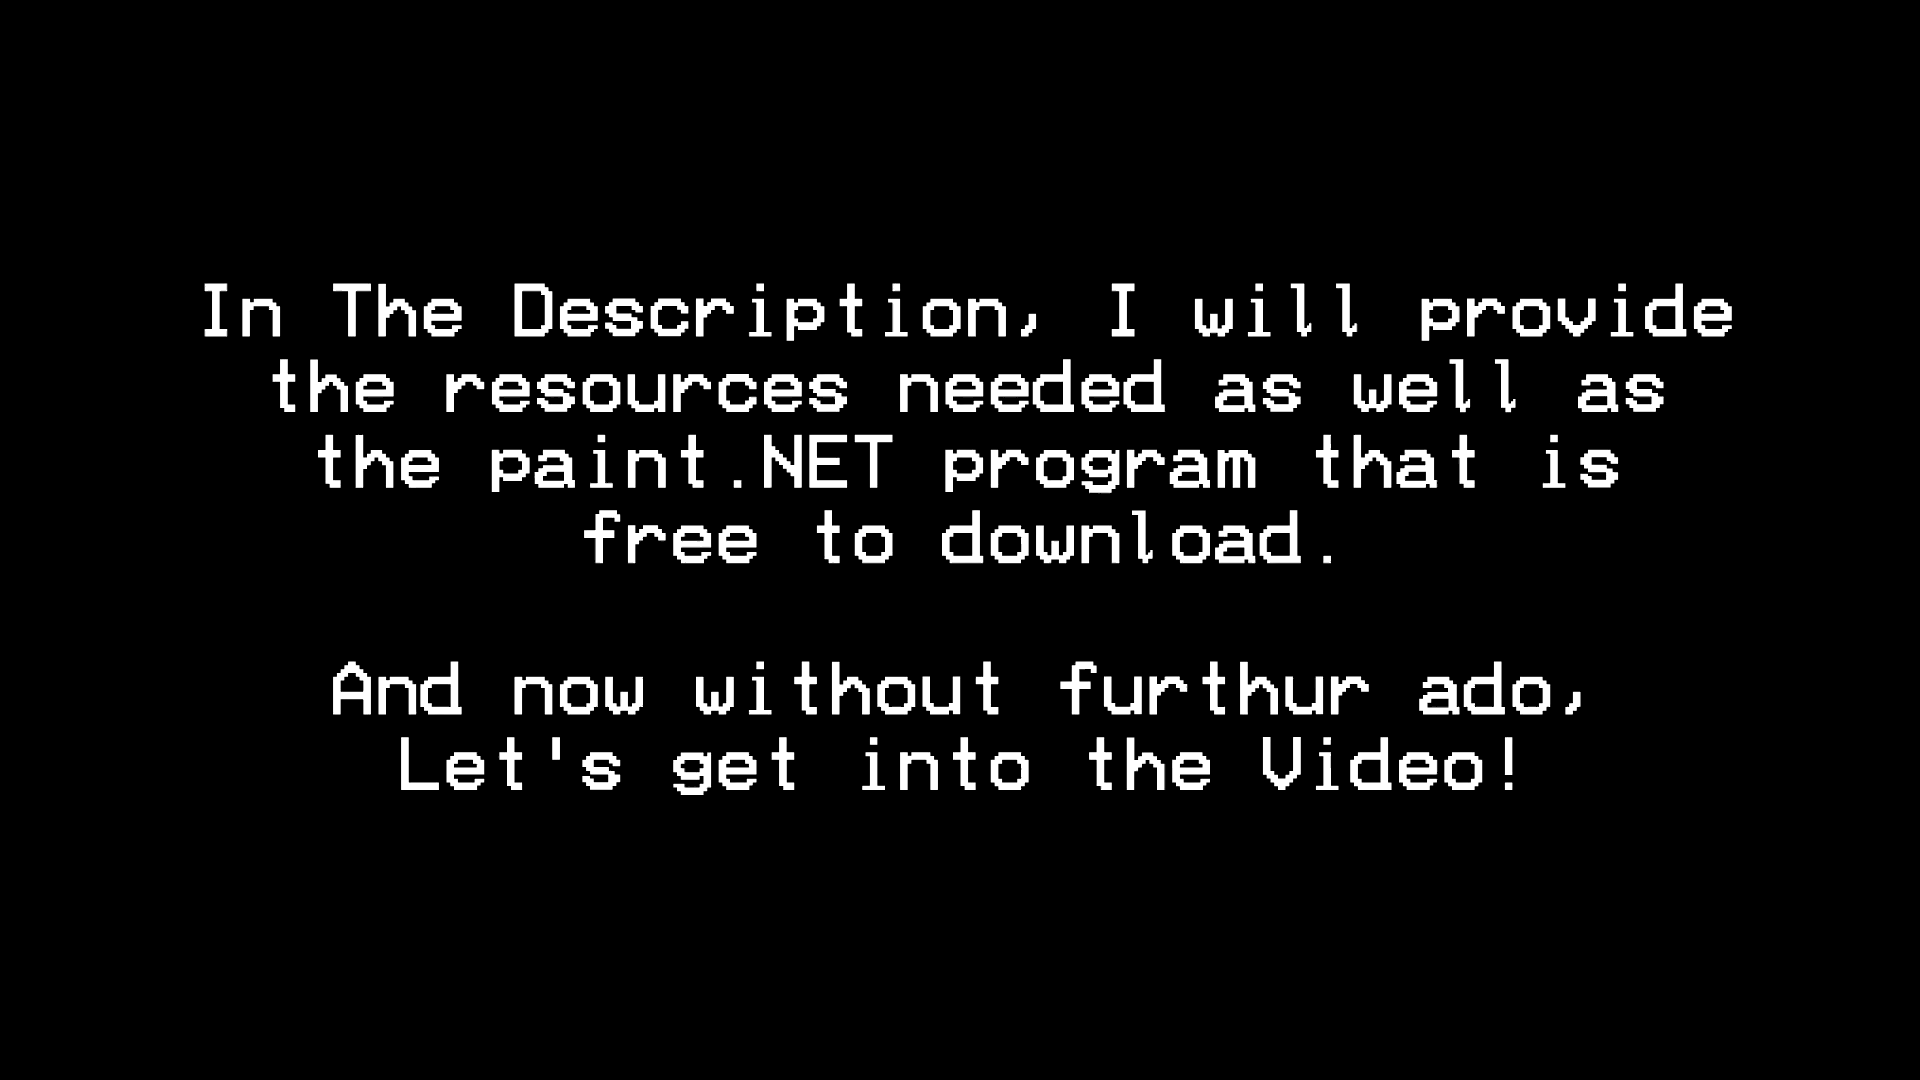 In The Description, I will provide
the resources needed as well as
the paint.NET program that is
free to download.
And now without furthur ado,
Let's get into the Video!